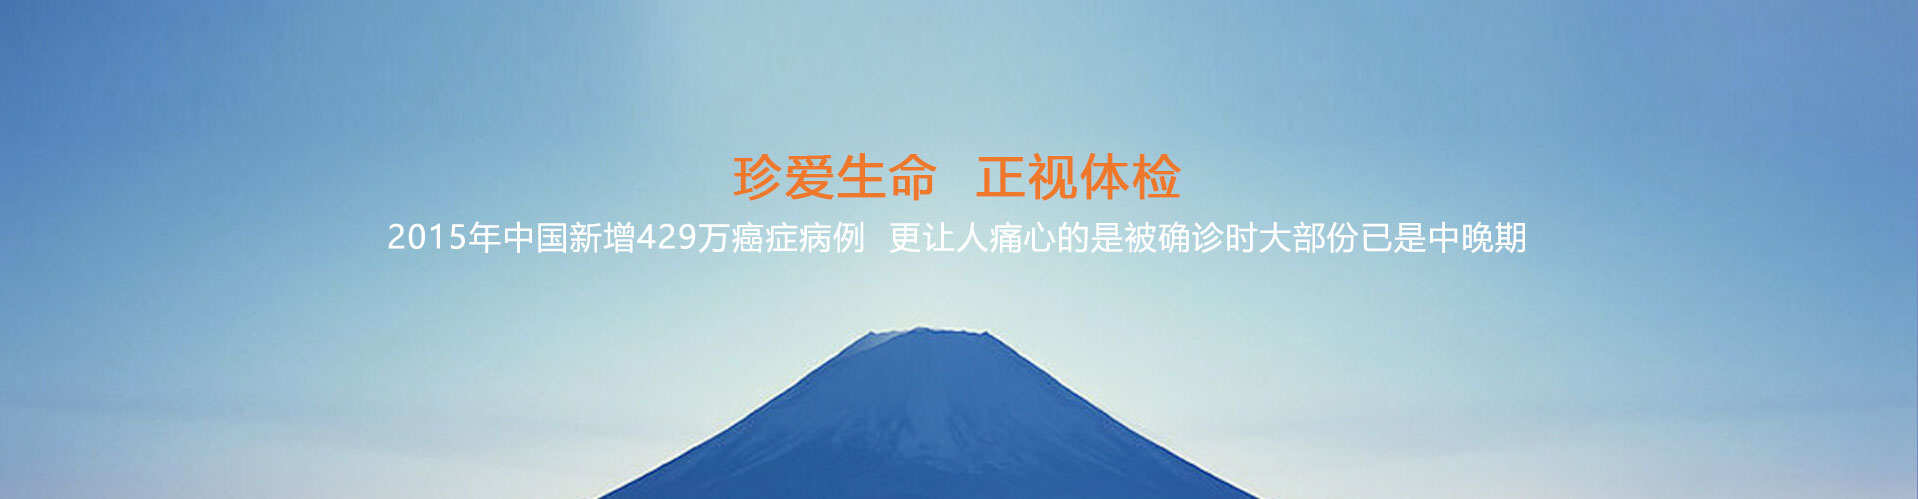 珍爱生命 正视体检
2015年中国新增429万癌症病例 更让人痛心的是被确诊时大部份已是中晚期